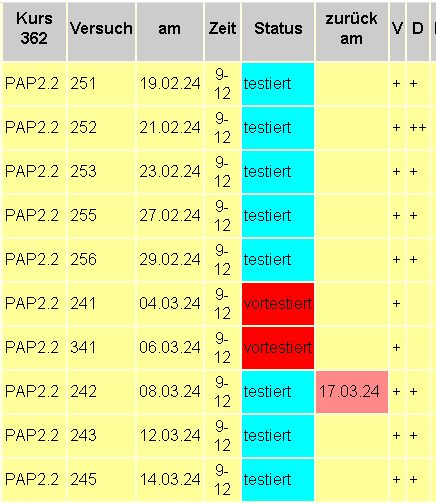 Kurs 362 Versuch am Zeit Status zurück am V D
PAP2.2 251 19.02.24 9-12 testiert + +
PAP2.2 252 21.02.24 9-12 testiert + ++
PAP2.2 253 23.02.24 9-12 testiert + +
PAP2.2 255 27.02.24 9-12 testiert + +
PAP2.2 256 29.02.24 9-12 testiert + +
PAP2.2 241 04.03.24 9-12 vortestiert +
PAP2.2 341 06.03.24 9-12 vortestiert +
PAP2.2 242 08.03.24 9-12 testiert 17.03.24 + +
PAP2.2 243 12.03.24 9-12 testiert + +
PAP2.2 245 14.03.24 9-12 testiert + +